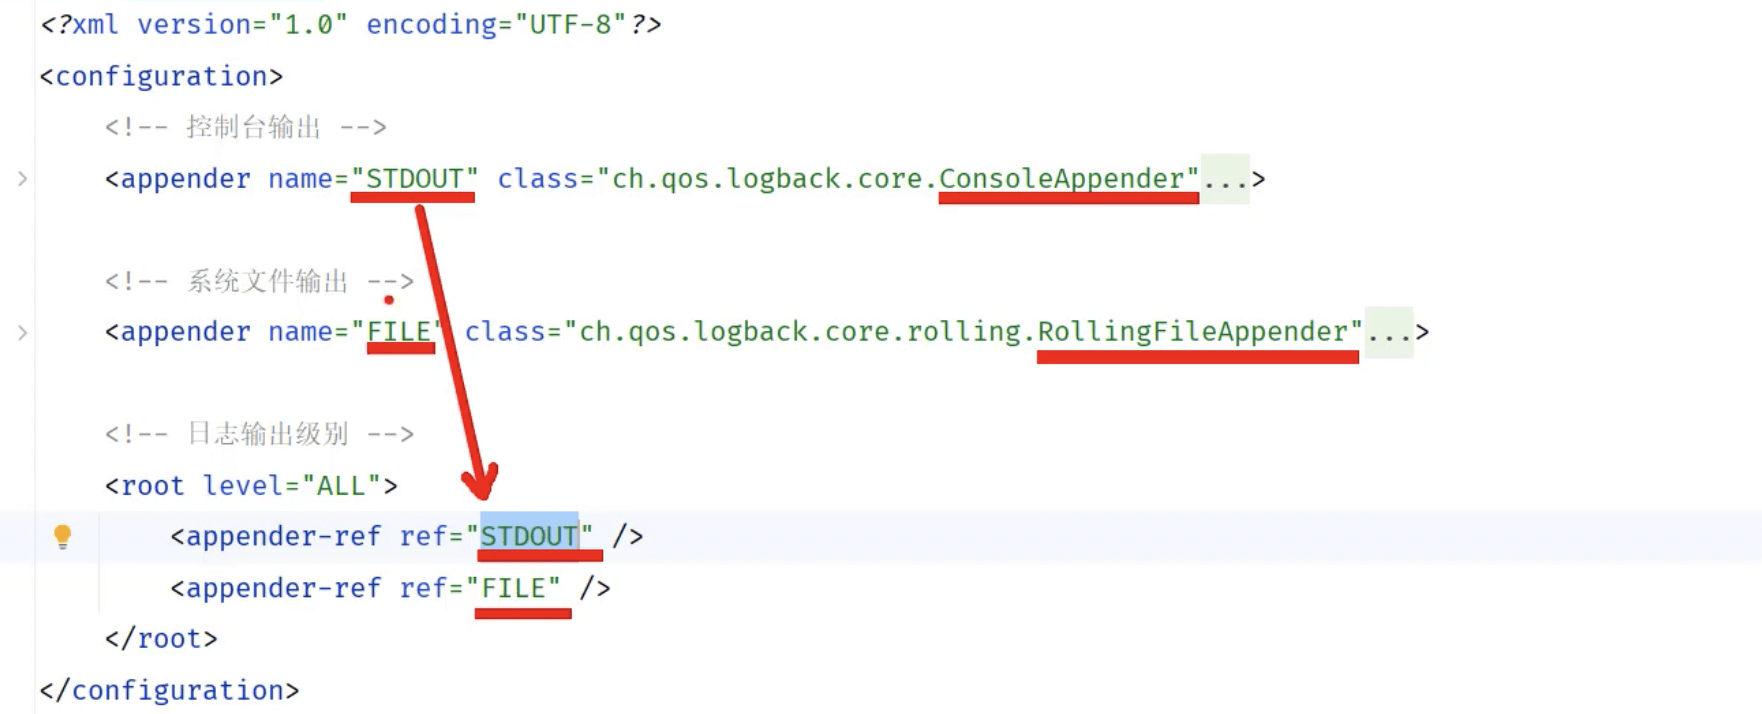 <?xml version="1.0" encoding="UTF-8"?>
<configuration>
<!-- 控制台输出 -->
<appender name="STDOUT" class="ch.qos.logback.core.ConsoleAppender"...>
<!-- 系统文件输出 -->
<appender name="FILE" class="ch.qos.logback.core.rolling.RollingFileAppender"...>
<!-- 日志输出级别 -->
<root level="ALL">
<appender-ref ref="STDOUT" />
<appender-ref ref="FILE" />
</root>
</configuration>